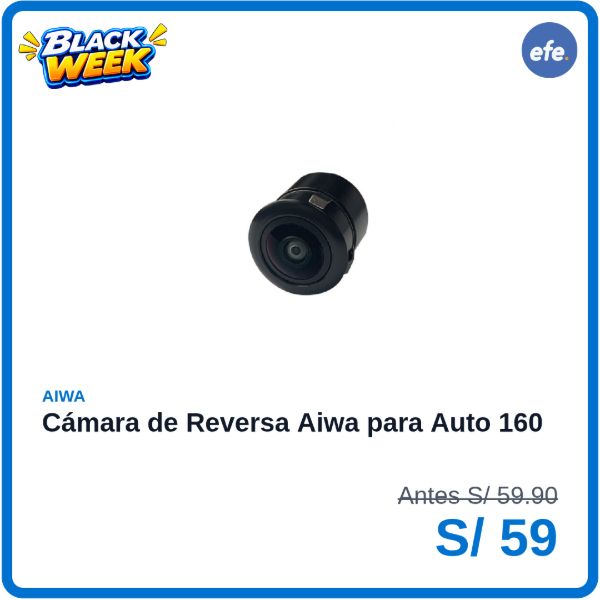 BLACK
WEEK
efe.
AIWA
Cámara de Reversa Aiwa para Auto 160
Antes S/ 59.90
S/ 59